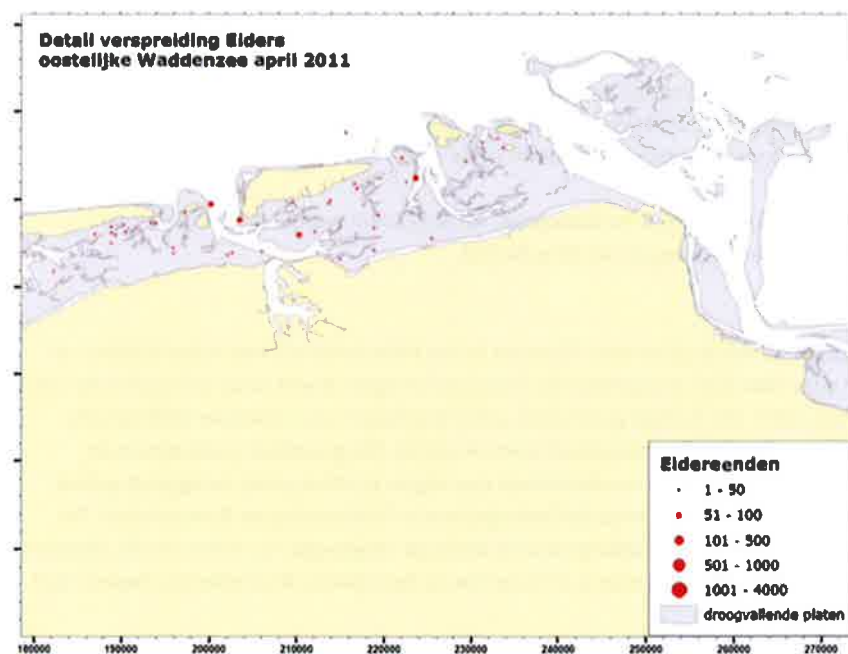 Detail verspreiding Eiders
oostelijke Waddenzee april 2011
Eidereenden
1 - 50
51 - 100
101 - 500
501 - 1000
1001 - 4000
droogvallende platen
180000 190000 200000 210000 220000 230000 240000 250000 260000 270000